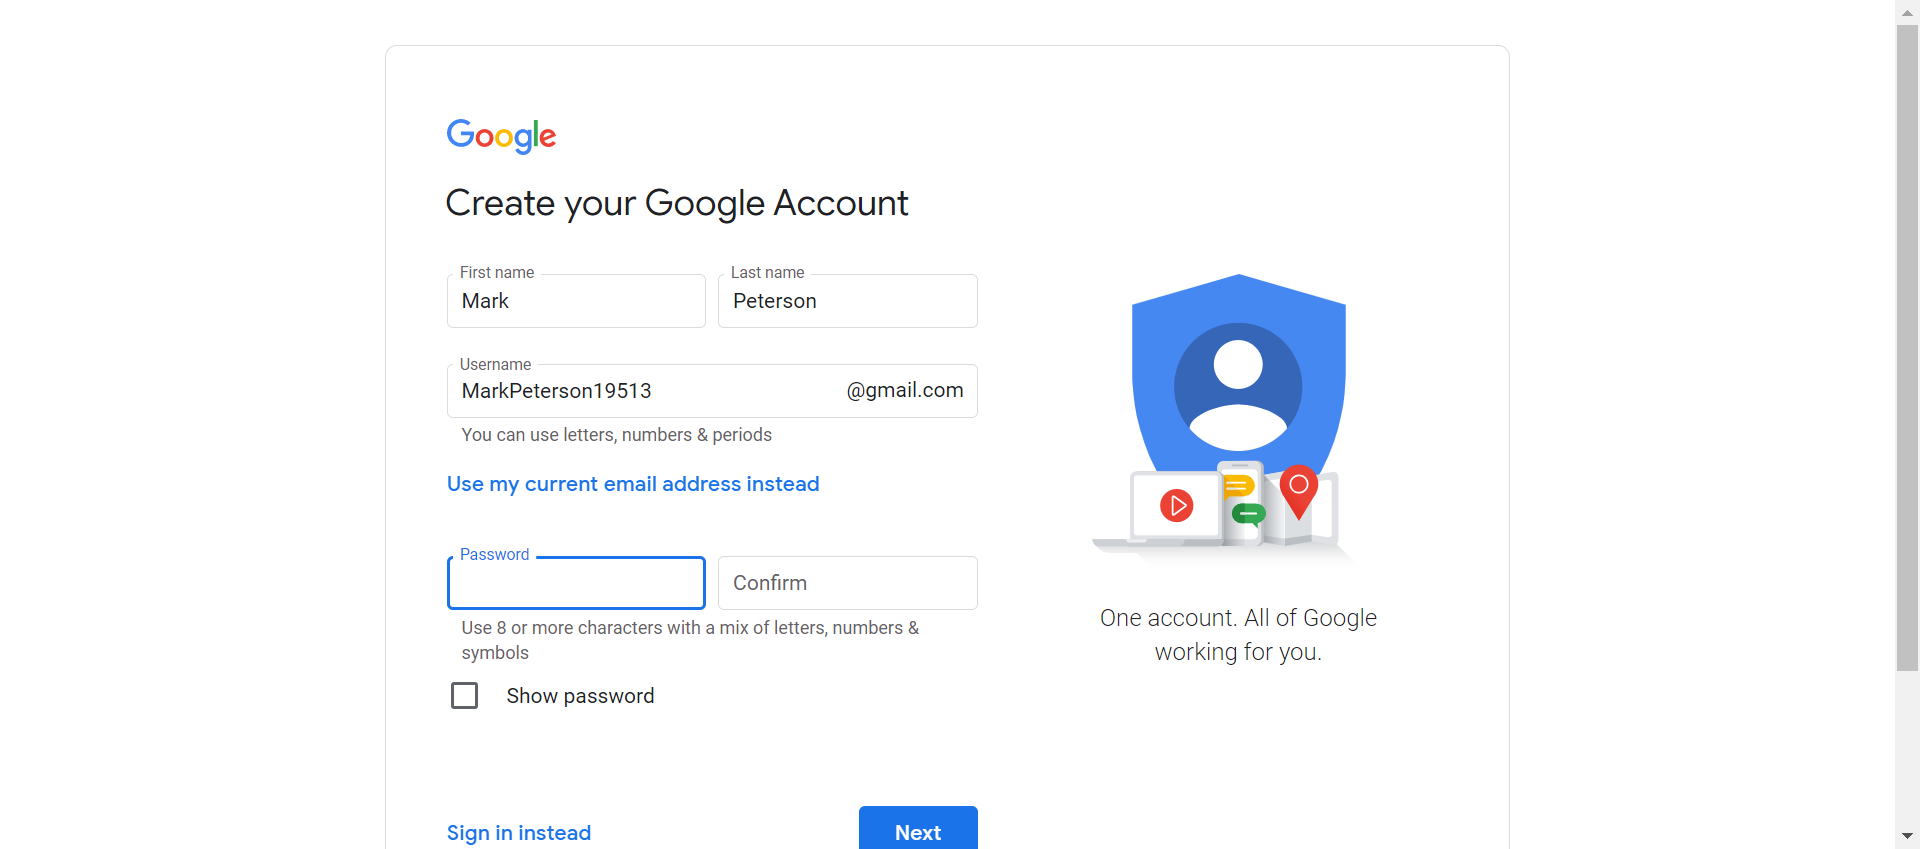 Google
Create your Google Account
First name
Last name
Mark
Peterson
Username
MarkPeterson19513
@gmail.com
You can use letters, numbers & periods
Use my current email address instead
Password
Confirm
Use 8 or more characters with a mix of letters, numbers &
symbols
Show password
Sign in instead
Next
One account. All of Google
working for you.